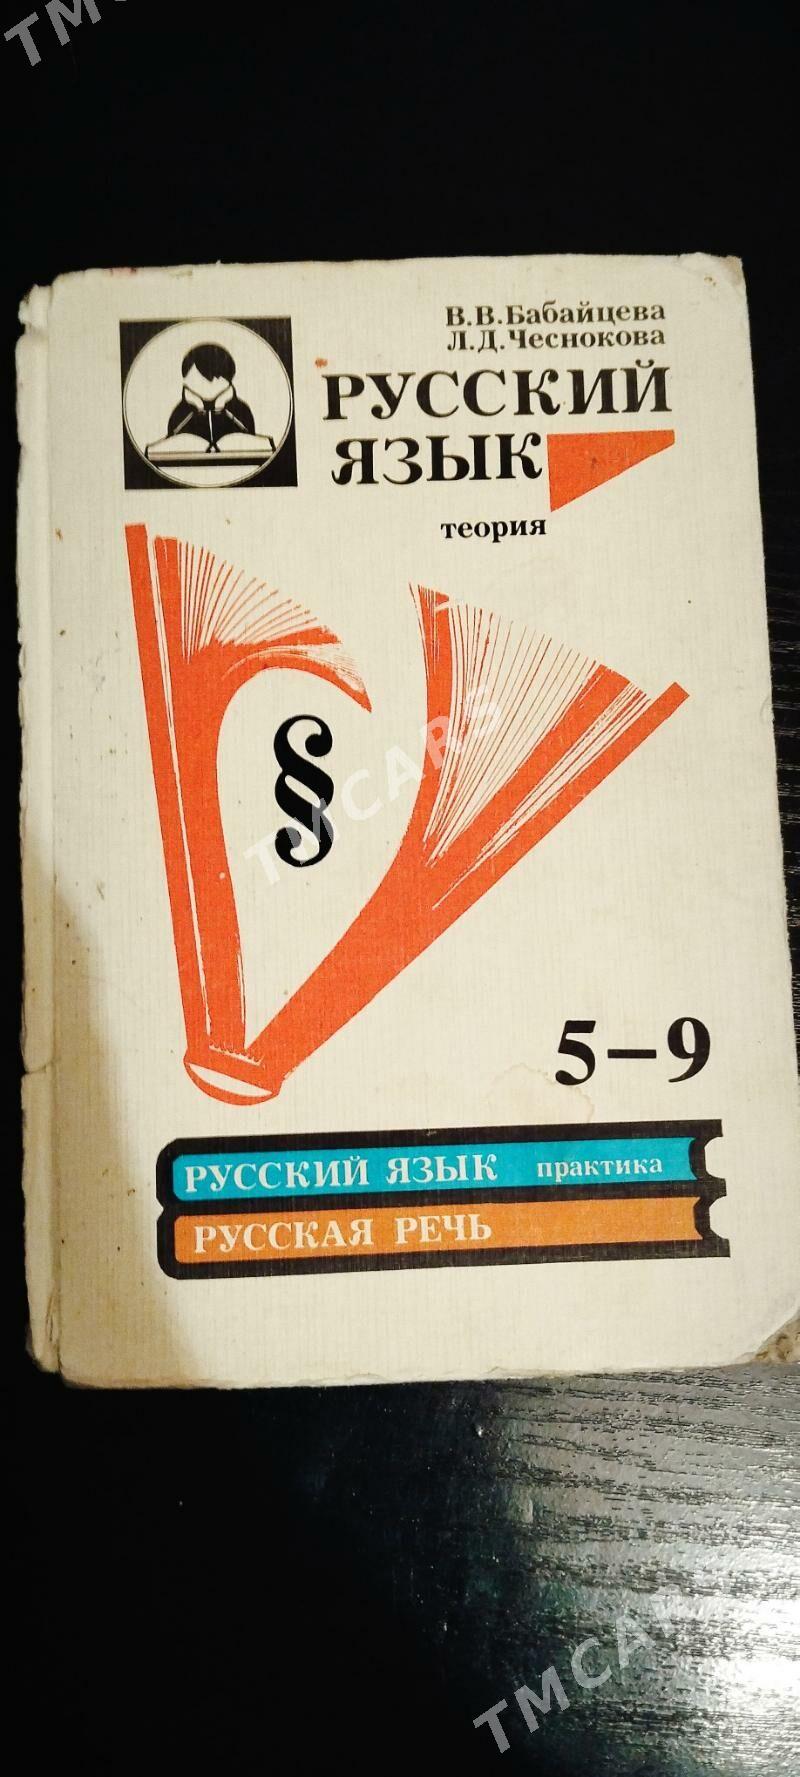 TMCARS
В.В.Бабайцева
Л.Д.Чеснокова
РУССКИЙ
ЯЗЫК
теория
§
TMCARS
5–9
РУССКИЙ ЯЗЫК практика
РУССКАЯ РЕЧЬ
TMCARS